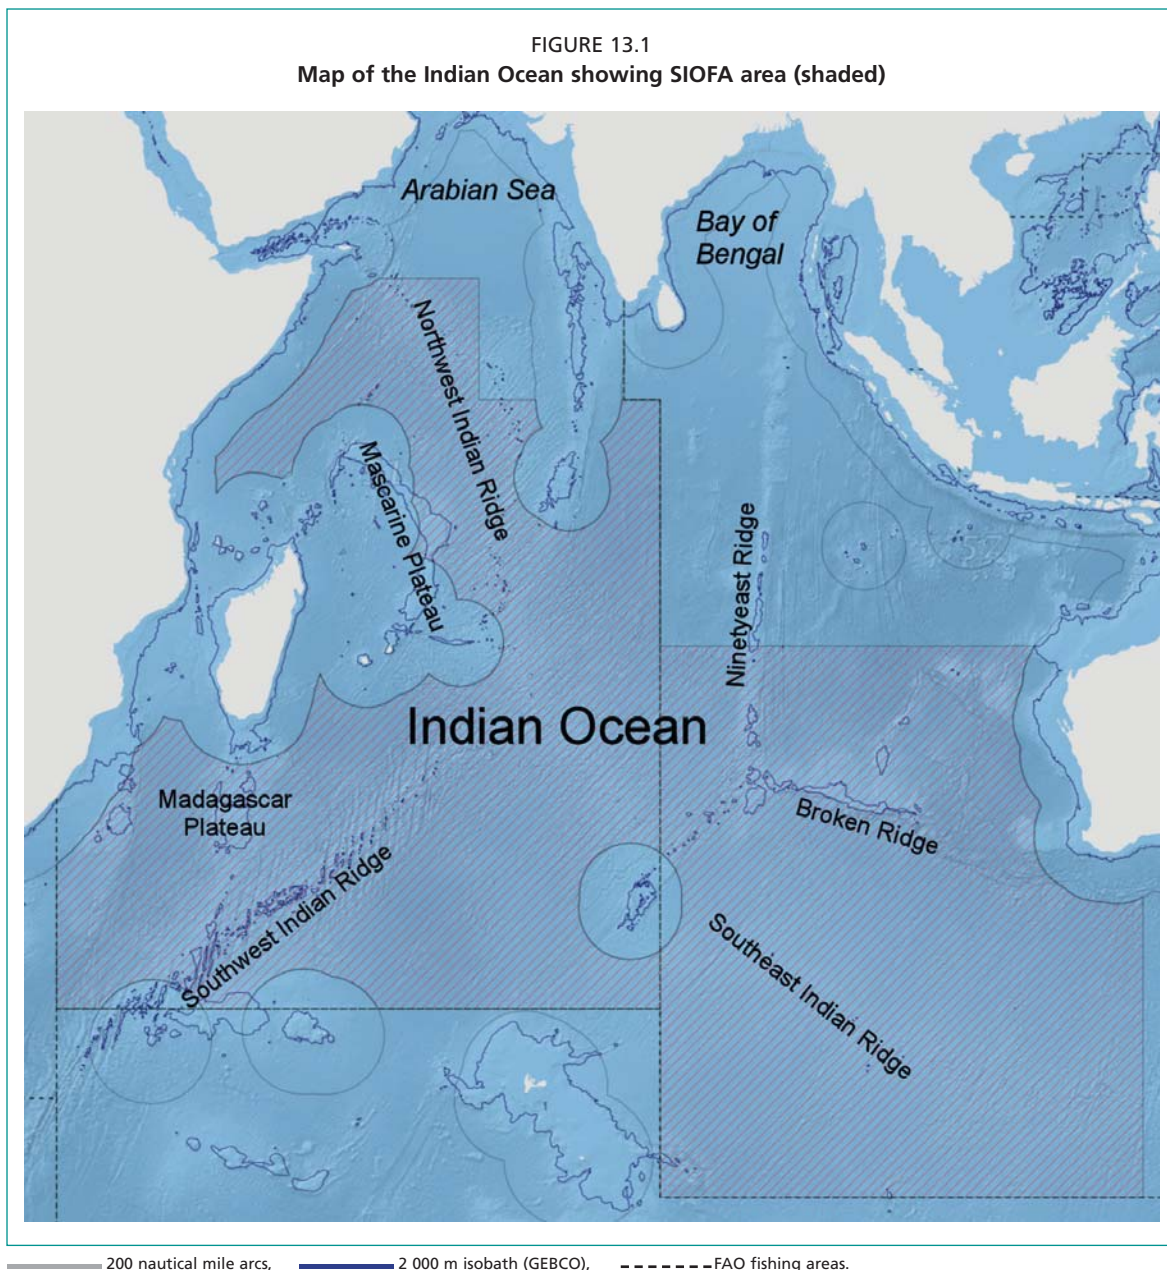 FIGURE 13.1
Map of the Indian Ocean showing SIOFA area (shaded)
Arabian Sea
Bay of
Bengal
Northwest Indian Ridge
Mascarine Plateau
Ninetyeast Ridge
Indian Ocean
Madagascar
Plateau
Broken Ridge
Southwest Indian Ridge
Southeast Indian Ridge
200 nautical mile arcs,
2 000 m isobath (GEBCO),
FAO fishing areas.